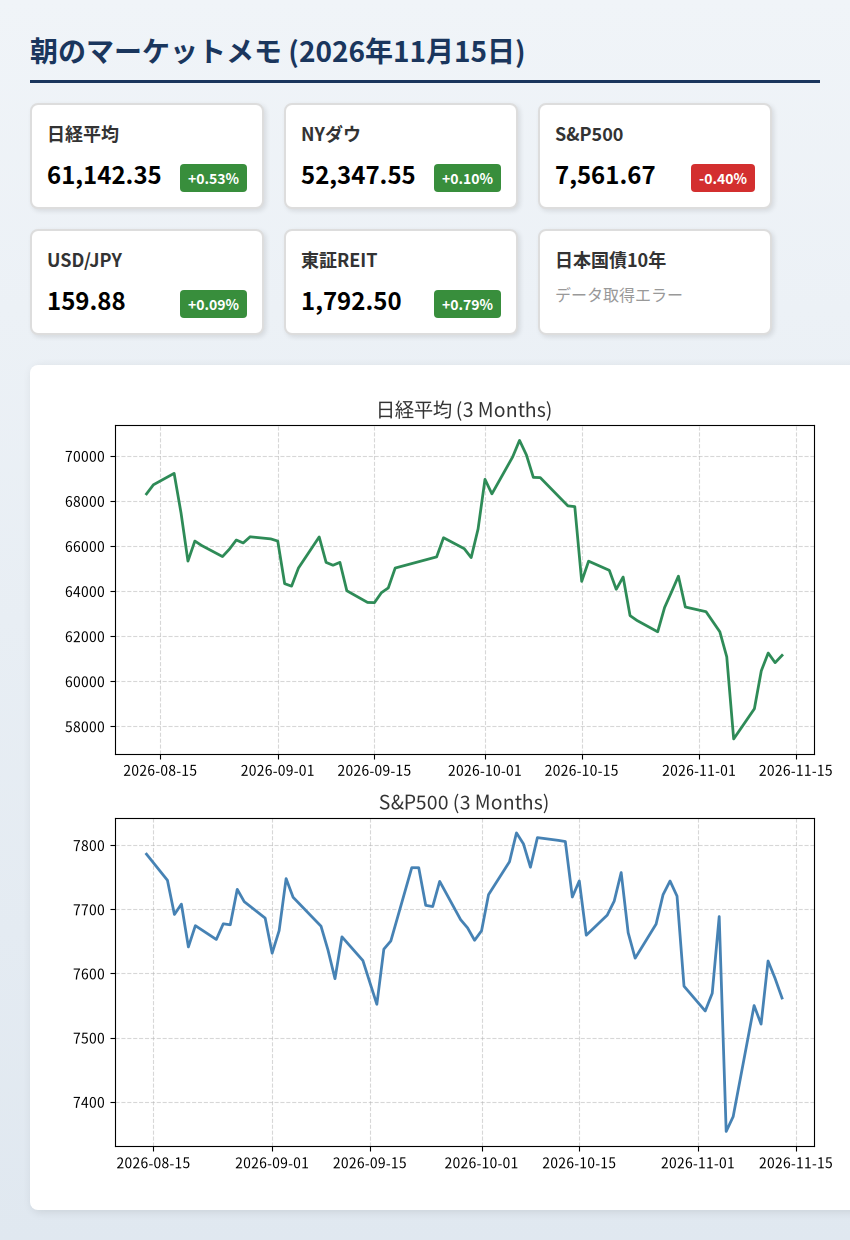 朝のマーケットメモ (2026年11月15日)
日経平均
61,142.35 +0.53%
NYダウ
52,347.55 +0.10%
S&P500
7,561.67 -0.40%
USD/JPY
159.88 +0.09%
東証REIT
1,792.50 +0.79%
日本国債10年
データ取得エラー
日経平均 (3 Months)
70000
68000
66000
64000
62000
60000
58000
2026-08-15 2026-09-01 2026-09-15 2026-10-01 2026-10-15 2026-11-01 2026-11-15
S&P500 (3 Months)
7800
7700
7600
7500
7400
2026-08-15 2026-09-01 2026-09-15 2026-10-01 2026-10-15 2026-11-01 2026-11-15